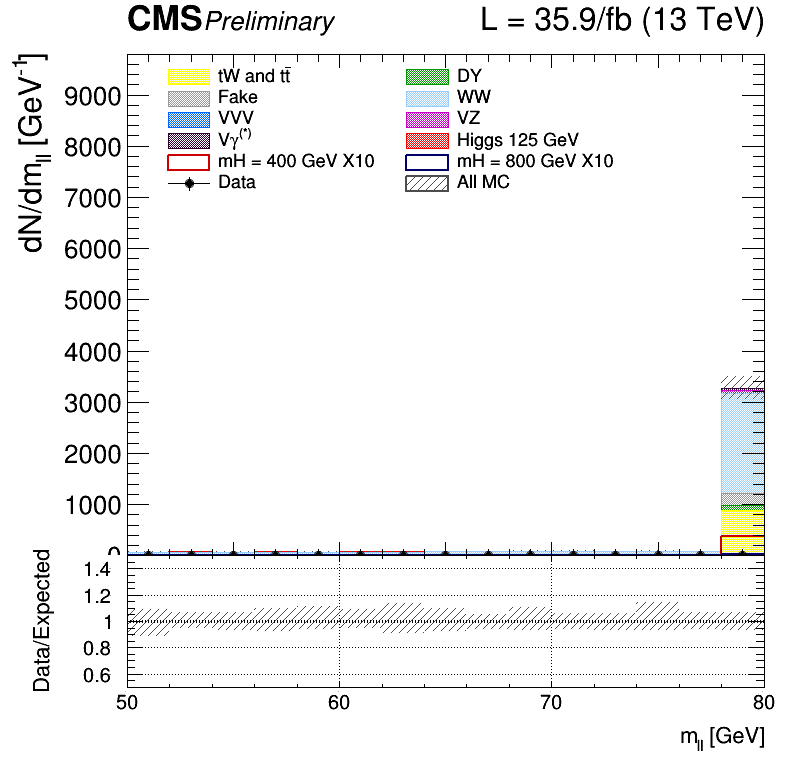 CMS Preliminary L = 35.9/fb (13 TeV)
dN/dm_ll [GeV⁻¹]
tW and tt̄ DY
Fake WW
VVV VZ
Vγ⁽*⁾ Higgs 125 GeV
mH = 400 GeV X10 mH = 800 GeV X10
Data All MC
9000
8000
7000
6000
5000
4000
3000
2000
1000
0
Data/Expected
1.4
1.2
1
0.8
0.6
50 60 70 80
m_ll [GeV]